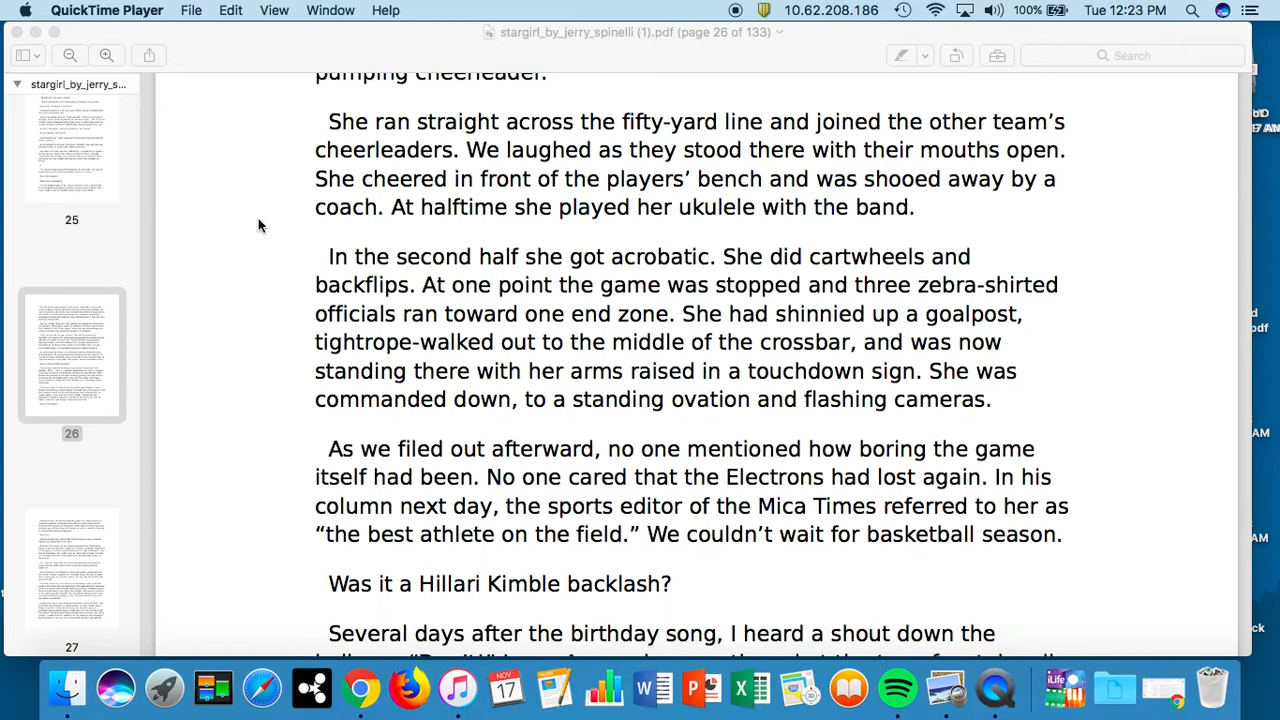 QuickTime Player File Edit View Window Help 10.62.208.186 100% Tue 12:23 PM
stargirl_by_jerry_spinelli (1).pdf (page 26 of 133)
Search
stargirl_by_jerry_s...
25
26
27
pumping cheerleader.
She ran straight across the fifty-yard line and joined the other team’s
cheerleaders. We laughed as they stood there with their mouths open.
She cheered in front of the players’ bench and was shooed away by a
coach. At halftime she played her ukulele with the band.
In the second half she got acrobatic. She did cartwheels and
backflips. At one point the game was stopped and three zebra-shirted
officials ran toward one end zone. She had shinnied up a goalpost,
tightrope-walked out to the middle of the crossbar, and was now
standing there with her arms raised in a touchdown sign. She was
commanded down, to a standing ovation and flashing cameras.
As we filed out afterward, no one mentioned how boring the game
itself had been. No one cared that the Electrons had lost again. In his
column next day, the sports editor of the Mica Times referred to her as
“the best athlete on the field.” We couldn’t wait for basketball season.
Was it a Hillari Kimble backlash?
Several days after the birthday song, I heard a shout down the
NOV
17
W P X
iLife